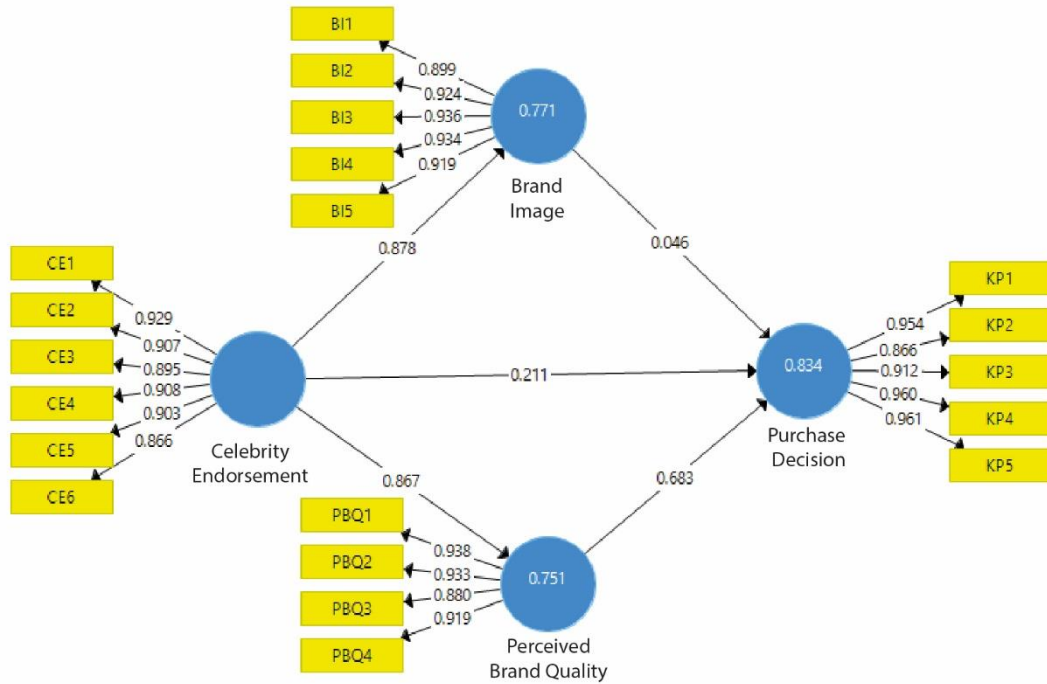 BI1
BI2
BI3
BI4
BI5
0.899
0.924
0.936
0.934
0.919
0.771
Brand
Image
0.878
0.046
CE1
CE2
CE3
CE4
CE5
CE6
0.929
0.907
0.895
0.908
0.903
0.866
Celebrity
Endorsement
0.211
0.834
Purchase
Decision
0.954
0.866
0.912
0.960
0.961
KP1
KP2
KP3
KP4
KP5
0.867
0.683
PBQ1
PBQ2
PBQ3
PBQ4
0.938
0.933
0.880
0.919
0.751
Perceived
Brand Quality